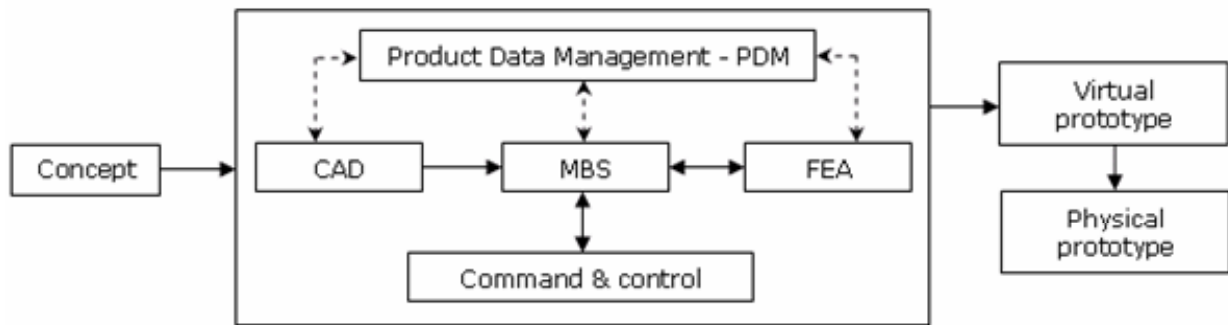 Product Data Management - PDM
Concept
CAD
MBS
FEA
Command & control
Virtual
prototype
Physical
prototype